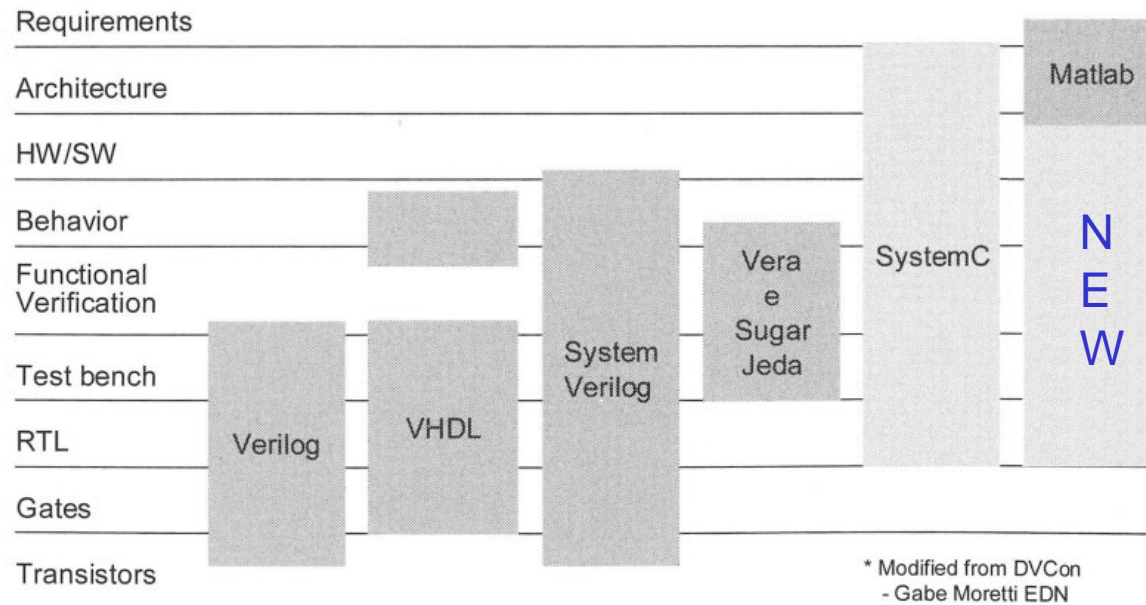 Requirements
Architecture
HW/SW
Behavior
Functional
Verification
Test bench
RTL
Gates
Transistors
Verilog
VHDL
System
Verilog
Vera
e
Sugar
Jeda
SystemC
Matlab
N
E
W
* Modified from DVCon
- Gabe Moretti EDN